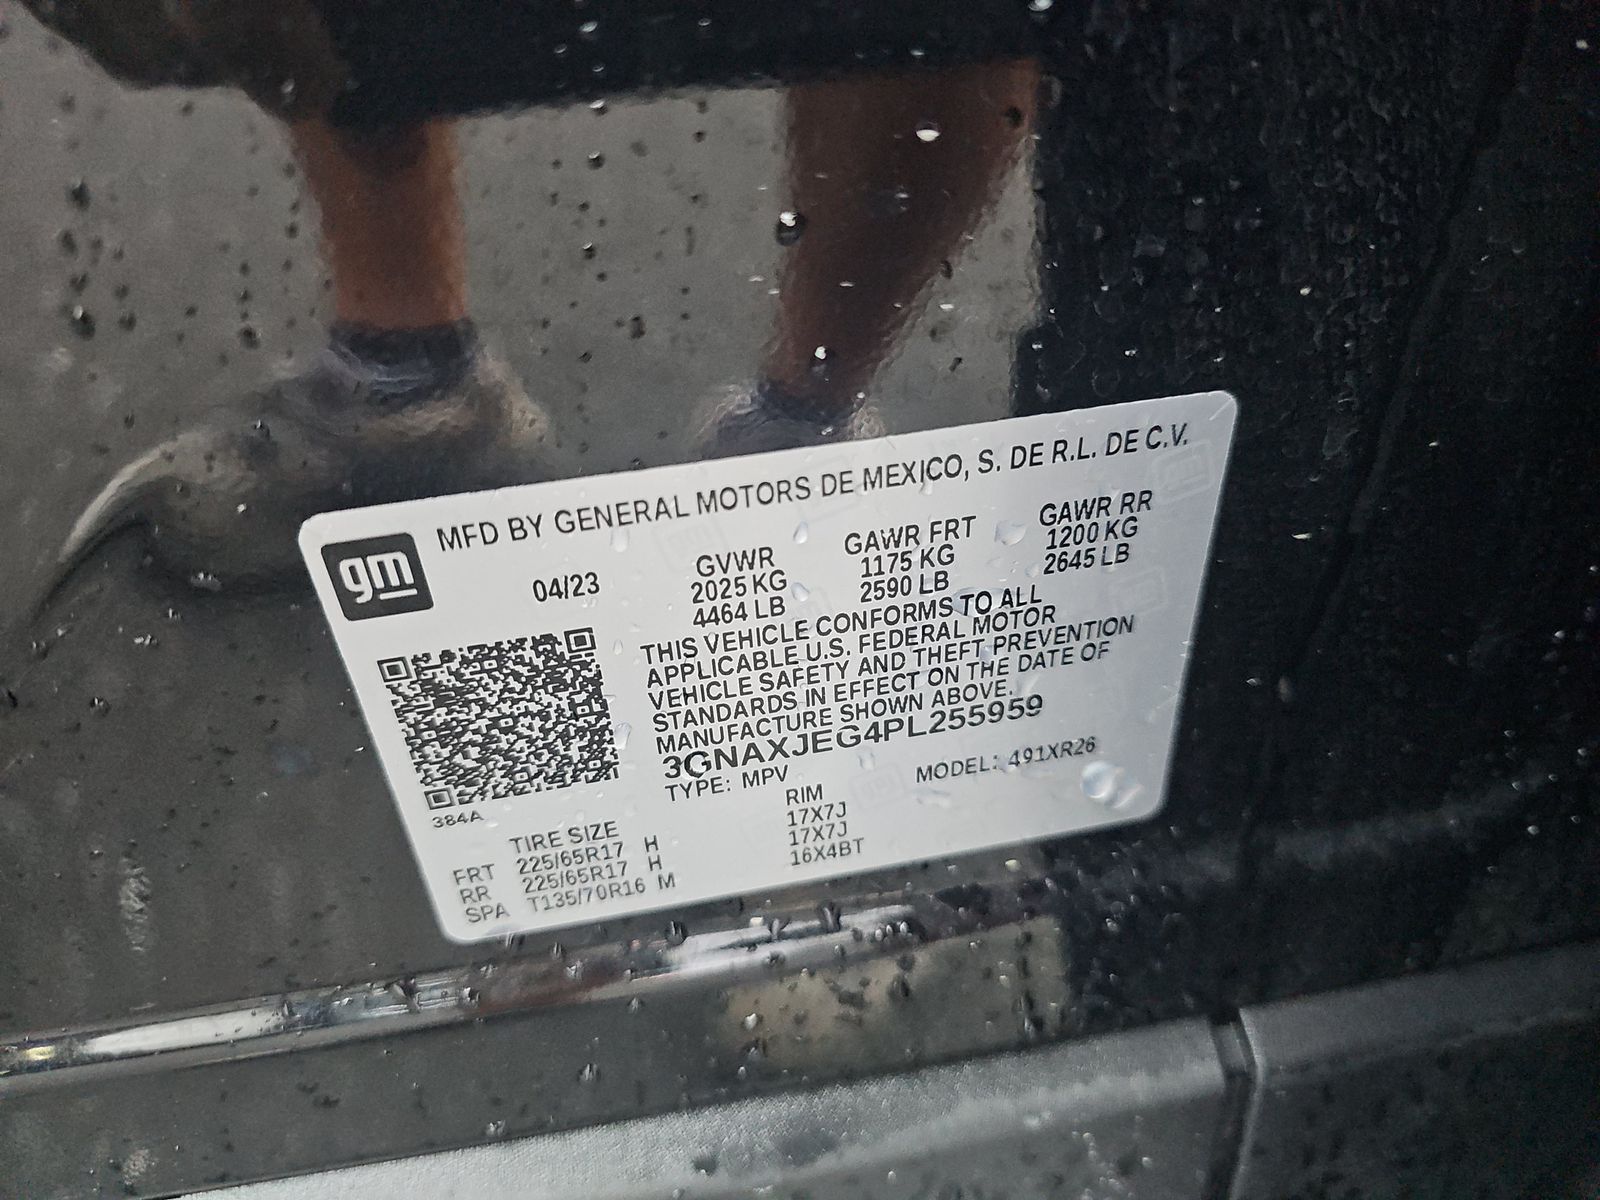 MFD BY GENERAL MOTORS DE MEXICO, S. DE R.L. DE C.V.
gm
04/23
GVWR
2025 KG
4464 LB
GAWR FRT
1175 KG
2590 LB
GAWR RR
1200 KG
2645 LB
THIS VEHICLE CONFORMS TO ALL
APPLICABLE U.S. FEDERAL MOTOR
VEHICLE SAFETY AND THEFT PREVENTION
STANDARDS IN EFFECT ON THE DATE OF
MANUFACTURE SHOWN ABOVE.
3GNAXJEG4PL255959
TYPE: MPV MODEL: 491XR26
384A
TIRE SIZE RIM
FRT 225/65R17 H 17X7J
RR 225/65R17 H 17X7J
SPA T135/70R16 M 16X4BT